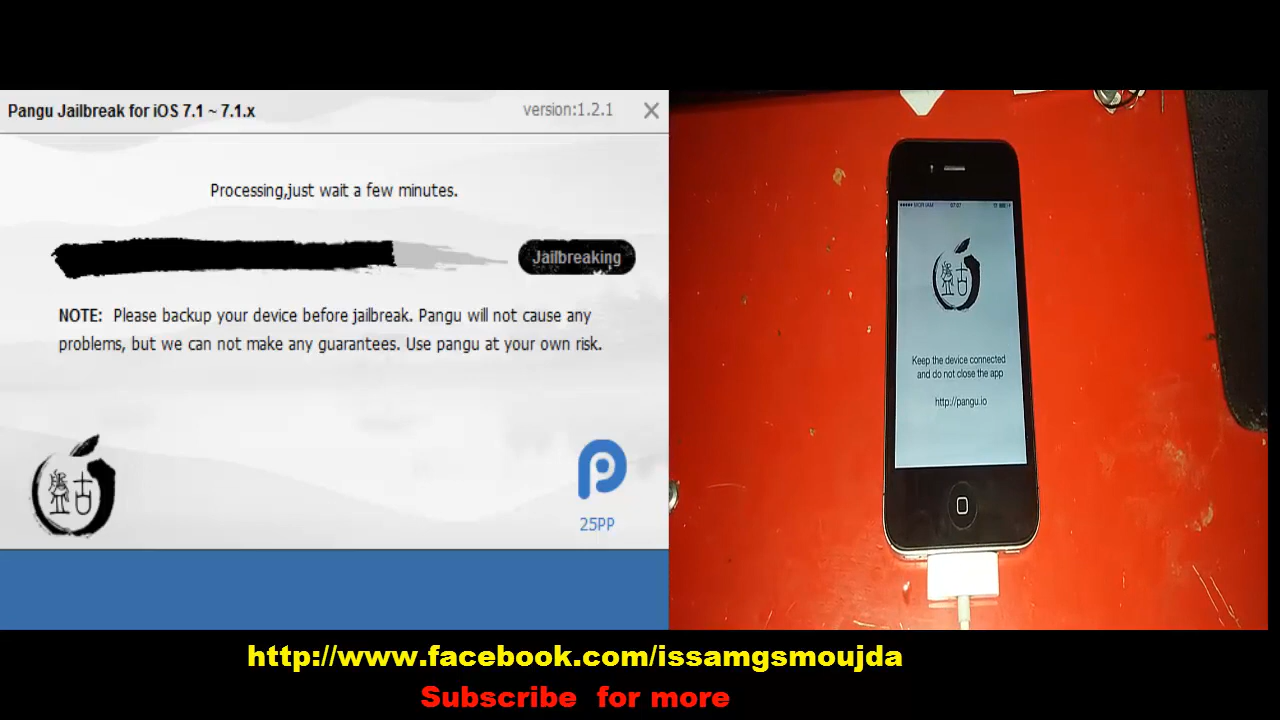 Pangu Jailbreak for iOS 7.1 ~ 7.1.x
version:1.2.1
Processing,just wait a few minutes.
Jailbreaking
NOTE: Please backup your device before jailbreak. Pangu will not cause any
problems, but we can not make any guarantees. Use pangu at your own risk.
25PP
Keep the device connected
and do not close the app
http://pangu.io
http://www.facebook.com/issamgsmoujda
Subscribe for more